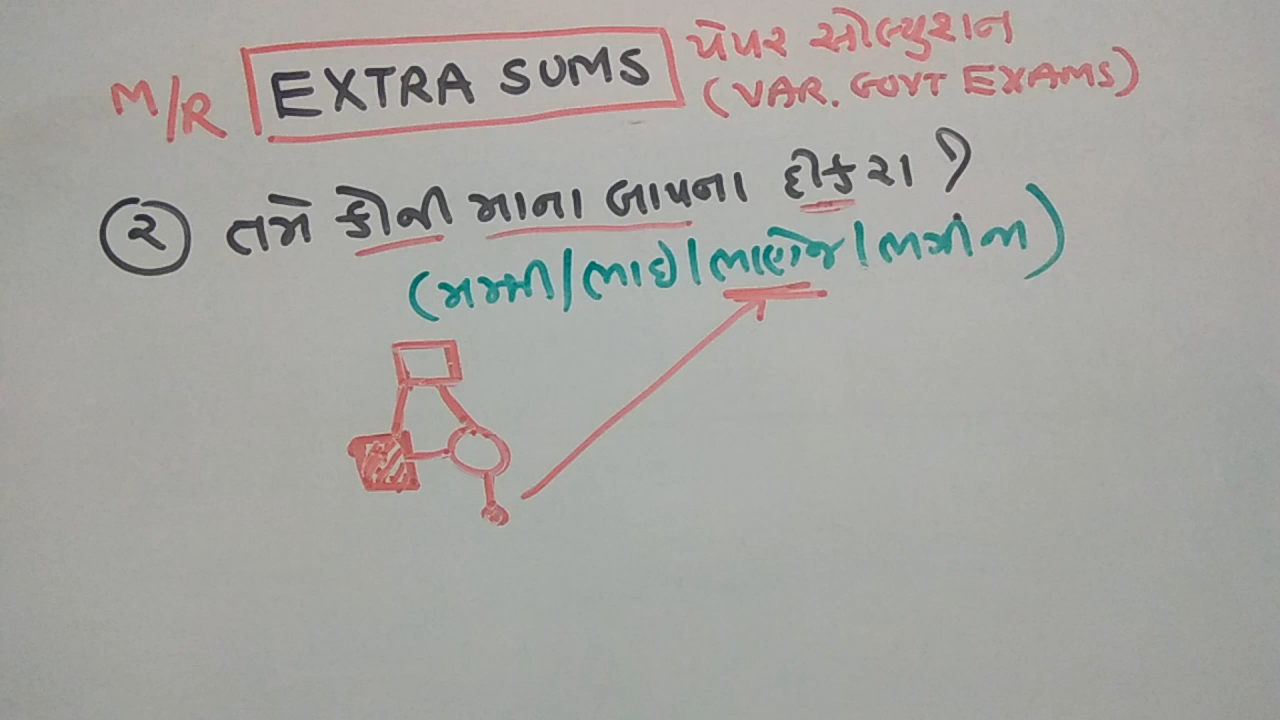 M/R EXTRA SUMS પેપર સોલ્યુશન
(VAR. GOVT EXAMS)
૨ તમે કોની માના બાપના દીકરા ?
(મમ્મી/ભાઈ/ભાણેજ/ભત્રીજા)